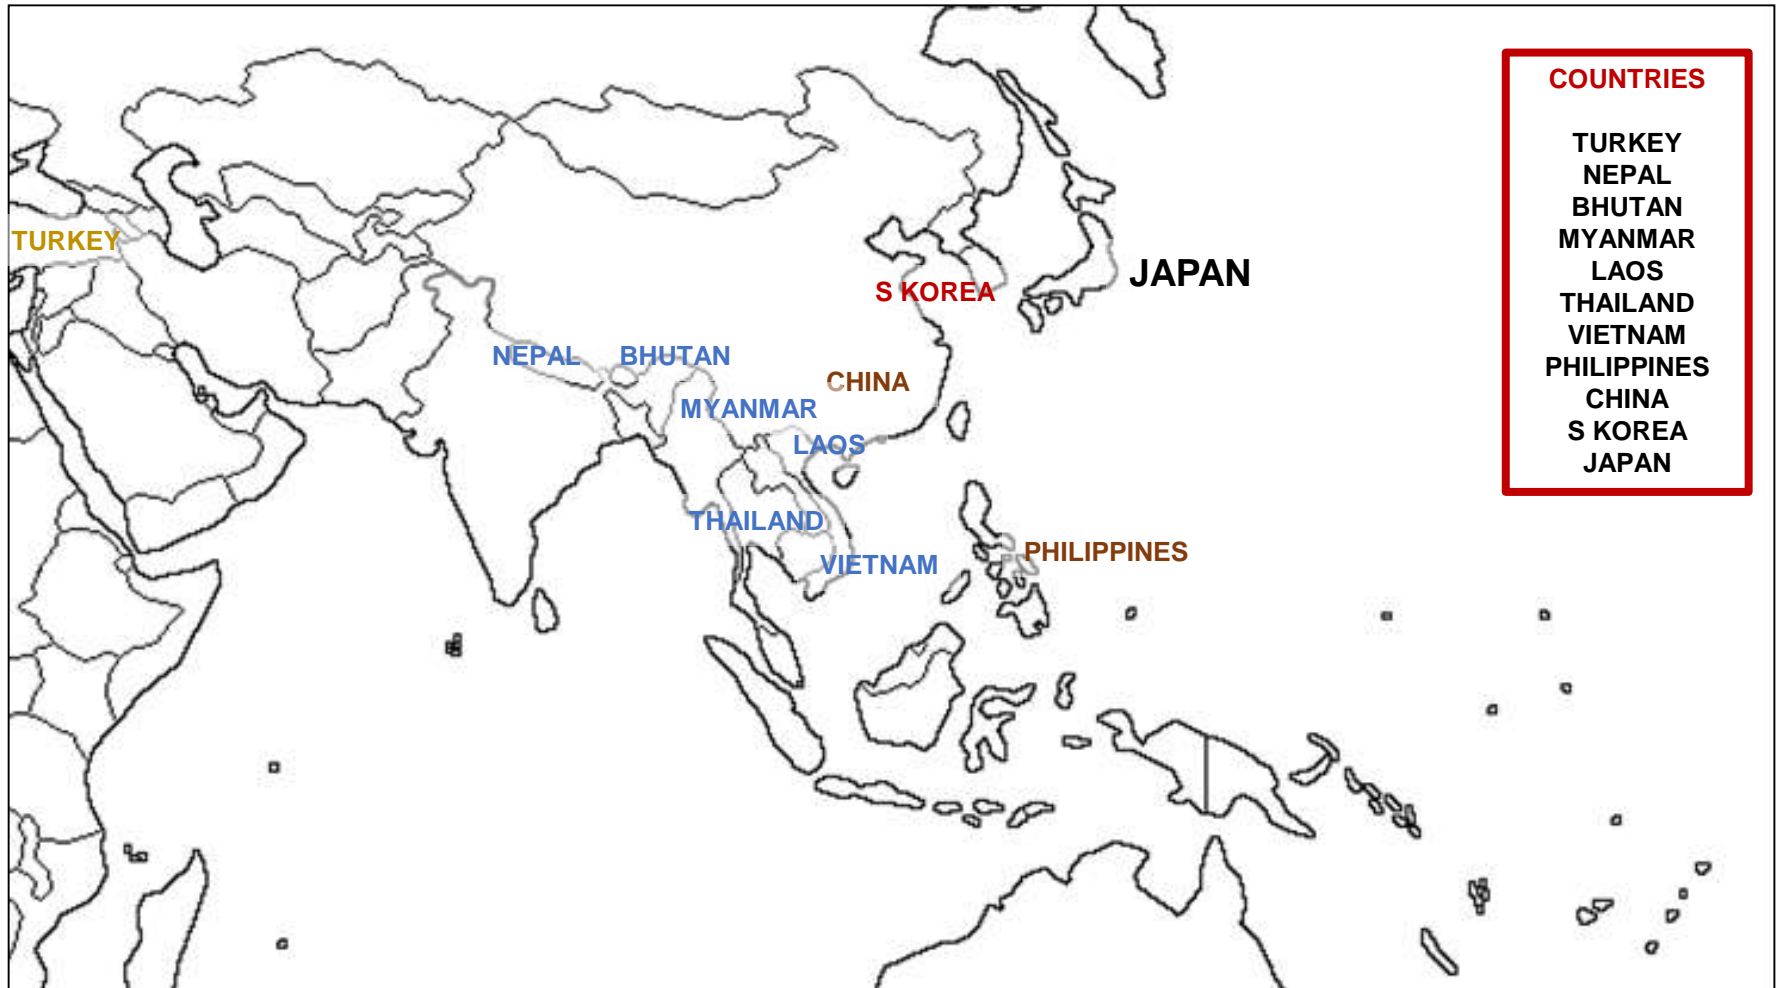 TURKEY
S KOREA
JAPAN
NEPAL
BHUTAN
CHINA
MYANMAR
LAOS
THAILAND
VIETNAM
PHILIPPINES
COUNTRIES
TURKEY
NEPAL
BHUTAN
MYANMAR
LAOS
THAILAND
VIETNAM
PHILIPPINES
CHINA
S KOREA
JAPAN